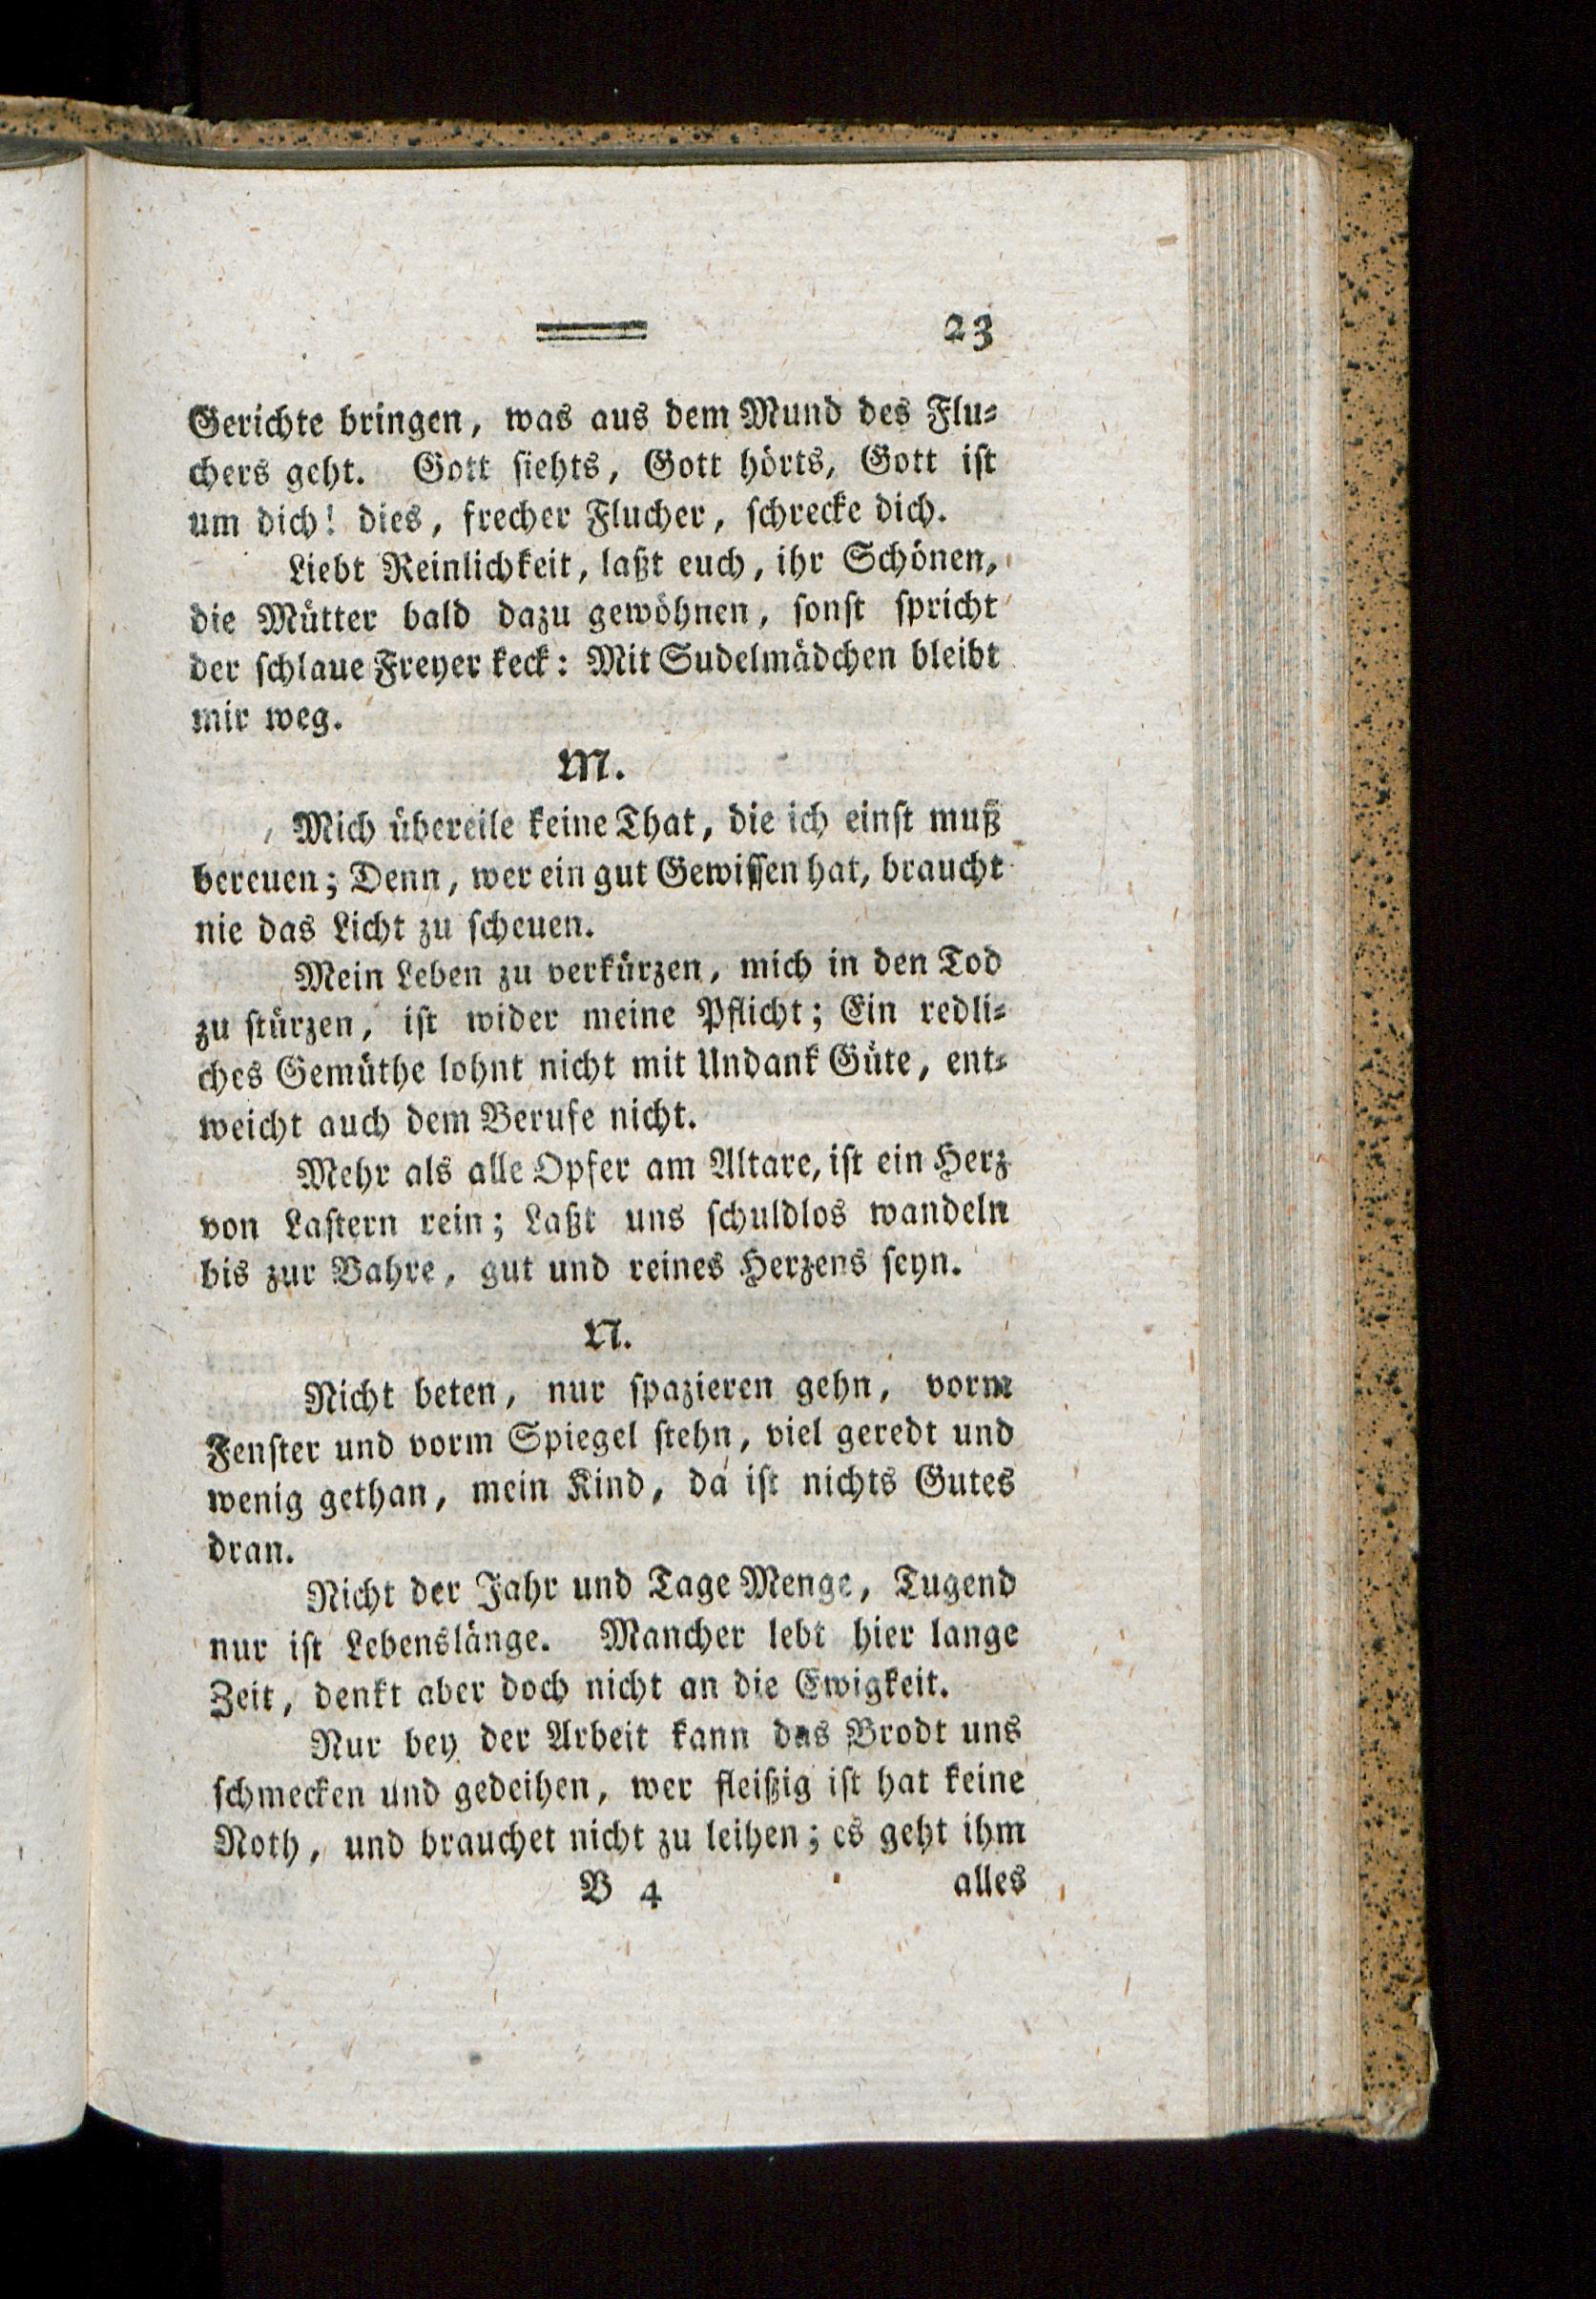 23
Gerichte bringen, was aus dem Mund des Flu⸗
chers geht. Gott ſiehts, Gott hörts, Gott iſt
um dich! dies, frecher Flucher, ſchrecke dich.
Liebt Reinlichkeit, laßt euch, ihr Schönen,
die Mütter bald dazu gewöhnen, ſonſt ſpricht
der ſchlaue Freyer keck: Mit Sudelmädchen bleibt
mir weg.
M.
Mich übereile keine That, die ich einſt muß
bereuen; Denn, wer ein gut Gewiſſen hat, braucht
nie das Licht zu ſcheuen.
Mein Leben zu verkürzen, mich in den Tod
zu ſtürzen, iſt wider meine Pflicht; Ein redli⸗
ches Gemüthe lohnt nicht mit Undank Güte, ent⸗
weicht auch dem Berufe nicht.
Mehr als alle Opfer am Altare, iſt ein Herz
von Laſtern rein; Laßt uns ſchuldlos wandeln
bis zur Bahre, gut und reines Herzens ſeyn.
N.
Nicht beten, nur ſpazieren gehn, vorm
Fenſter und vorm Spiegel ſtehn, viel geredt und
wenig gethan, mein Kind, da iſt nichts Gutes
dran.
Nicht der Jahr und Tage Menge, Tugend
nur iſt Lebenslänge. Mancher lebt hier lange
Zeit, denkt aber doch nicht an die Ewigkeit.
Nur bey der Arbeit kann das Brodt uns
ſchmecken und gedeihen, wer fleißig iſt hat keine
Noth, und brauchet nicht zu leihen; es geht ihm
B 4 alles